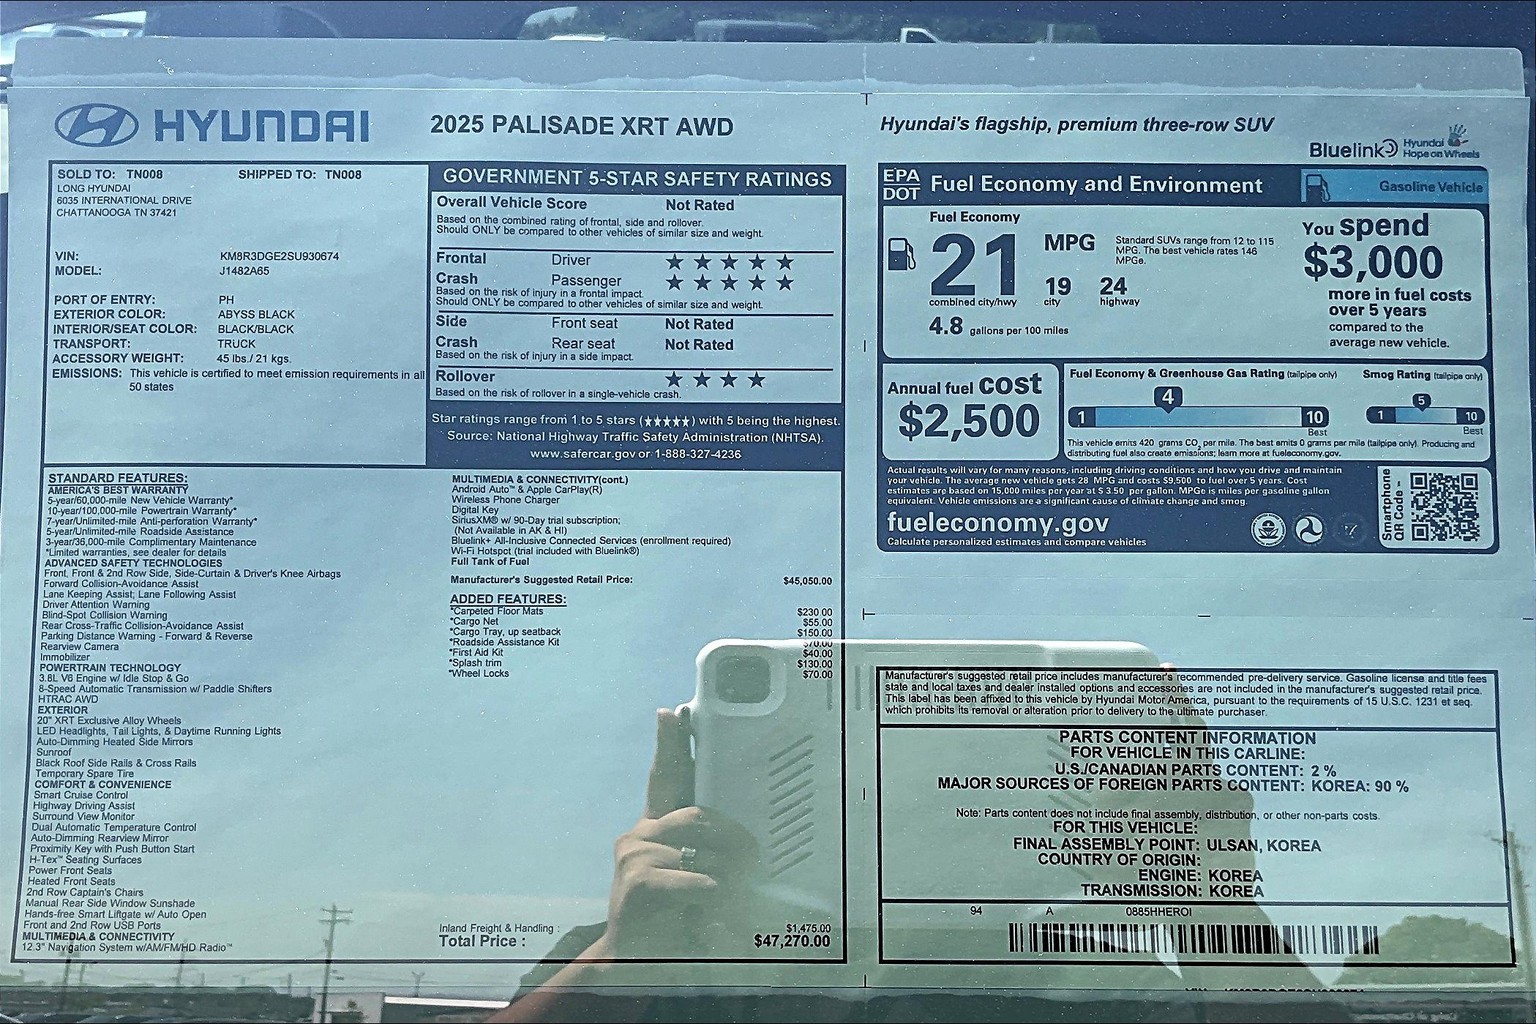 HYUNDAI
2025 PALISADE XRT AWD
Hyundai's flagship, premium three-row SUV
Bluelink
Hyundai
Hope on Wheels
SOLD TO: TN008 SHIPPED TO: TN008
LONG HYUNDAI
6035 INTERNATIONAL DRIVE
CHATTANOOGA TN 37421
VIN: KM8R3DGE2SU930674
MODEL: J1482A65
PORT OF ENTRY: PH
EXTERIOR COLOR: ABYSS BLACK
INTERIOR/SEAT COLOR: BLACK/BLACK
TRANSPORT: TRUCK
ACCESSORY WEIGHT: 45 lbs./ 21 kgs.
EMISSIONS: This vehicle is certified to meet emission requirements in all
50 states
GOVERNMENT 5-STAR SAFETY RATINGS
Overall Vehicle Score Not Rated
Based on the combined rating of frontal, side and rollover.
Should ONLY be compared to other vehicles of similar size and weight.
Frontal Driver ★★★★★
Crash Passenger ★★★★★
Based on the risk of injury in a frontal impact.
Should ONLY be compared to other vehicles of similar size and weight.
Side Front seat Not Rated
Crash Rear seat Not Rated
Based on the risk of injury in a side impact.
Rollover ★★★★
Based on the risk of rollover in a single-vehicle crash.
Star ratings range from 1 to 5 stars (★★★★★) with 5 being the highest.
Source: National Highway Traffic Safety Administration (NHTSA).
www.safercar.gov or 1-888-327-4236
STANDARD FEATURES:
AMERICA'S BEST WARRANTY
5-year/60,000-mile New Vehicle Warranty*
10-year/100,000-mile Powertrain Warranty*
7-year/Unlimited-mile Anti-perforation Warranty*
5-year/Unlimited-mile Roadside Assistance
3-year/36,000-mile Complimentary Maintenance
*Limited warranties, see dealer for details
ADVANCED SAFETY TECHNOLOGIES
Front, Front & 2nd Row Side, Side-Curtain & Driver's Knee Airbags
Forward Collision-Avoidance Assist
Lane Keeping Assist; Lane Following Assist
Driver Attention Warning
Blind-Spot Collision Warning
Rear Cross-Traffic Collision-Avoidance Assist
Parking Distance Warning - Forward & Reverse
Rearview Camera
Immobilizer
POWERTRAIN TECHNOLOGY
3.8L V6 Engine w/ Idle Stop & Go
8-Speed Automatic Transmission w/ Paddle Shifters
HTRAC AWD
EXTERIOR
20" XRT Exclusive Alloy Wheels
LED Headlights, Tail Lights, & Daytime Running Lights
Auto-Dimming Heated Side Mirrors
Sunroof
Black Roof Side Rails & Cross Rails
Temporary Spare Tire
COMFORT & CONVENIENCE
Smart Cruise Control
Highway Driving Assist
Surround View Monitor
Dual Automatic Temperature Control
Auto-Dimming Rearview Mirror
Proximity Key with Push Button Start
H-Tex™ Seating Surfaces
Power Front Seats
Heated Front Seats
2nd Row Captain's Chairs
Manual Rear Side Window Sunshade
Hands-free Smart Liftgate w/ Auto Open
Front and 2nd Row USB Ports
MULTIMEDIA & CONNECTIVITY
12.3" Navigation System w/AM/FM/HD Radio™
MULTIMEDIA & CONNECTIVITY(cont.)
Android Auto™ & Apple CarPlay(R)
Wireless Phone Charger
Digital Key
SiriusXM® w/ 90-Day trial subscription;
(Not Available in AK & HI)
Bluelink+ All-Inclusive Connected Services (enrollment required)
Wi-Fi Hotspot (trial included with Bluelink®)
Full Tank of Fuel
Manufacturer's Suggested Retail Price: $45,050.00
ADDED FEATURES:
*Carpeted Floor Mats $230.00
*Cargo Net $55.00
*Cargo Tray, up seatback $150.00
*Roadside Assistance Kit $70.00
*First Aid Kit $40.00
*Splash trim $130.00
*Wheel Locks $70.00
Inland Freight & Handling : $1,475.00
Total Price : $47,270.00
EPA
DOT
Fuel Economy and Environment
Gasoline Vehicle
Fuel Economy
21 MPG
combined city/hwy
19 city
24 highway
4.8 gallons per 100 miles
Standard SUVs range from 12 to 115
MPG. The best vehicle rates 146
MPGe.
You spend
$3,000
more in fuel costs
over 5 years
compared to the
average new vehicle.
Annual fuel cost
$2,500
Fuel Economy & Greenhouse Gas Rating (tailpipe only)
4
1 10
Best
Smog Rating (tailpipe only)
5
1 10
Best
This vehicle emits 420 grams CO2 per mile. The best emits 0 grams per mile (tailpipe only). Producing and
distributing fuel also create emissions; learn more at fueleconomy.gov.
Actual results will vary for many reasons, including driving conditions and how you drive and maintain
your vehicle. The average new vehicle gets 28 MPG and costs $9,500 to fuel over 5 years. Cost
estimates are based on 15,000 miles per year at $ 3.50 per gallon. MPGe is miles per gasoline gallon
equivalent. Vehicle emissions are a significant cause of climate change and smog.
fueleconomy.gov
Calculate personalized estimates and compare vehicles
Smartphone
QR Code –
Manufacturer's suggested retail price includes manufacturer's recommended pre-delivery service. Gasoline license and title fees
state and local taxes and dealer installed options and accessories are not included in the manufacturer's suggested retail price.
This label has been affixed to this vehicle by Hyundai Motor America, pursuant to the requirements of 15 U.S.C. 1231 et seq.
which prohibits its removal or alteration prior to delivery to the ultimate purchaser.
PARTS CONTENT INFORMATION
FOR VEHICLE IN THIS CARLINE:
U.S./CANADIAN PARTS CONTENT: 2 %
MAJOR SOURCES OF FOREIGN PARTS CONTENT: KOREA: 90 %
Note: Parts content does not include final assembly, distribution, or other non-parts costs.
FOR THIS VEHICLE:
FINAL ASSEMBLY POINT: ULSAN, KOREA
COUNTRY OF ORIGIN:
ENGINE: KOREA
TRANSMISSION: KOREA
94 A 0885HHEROI